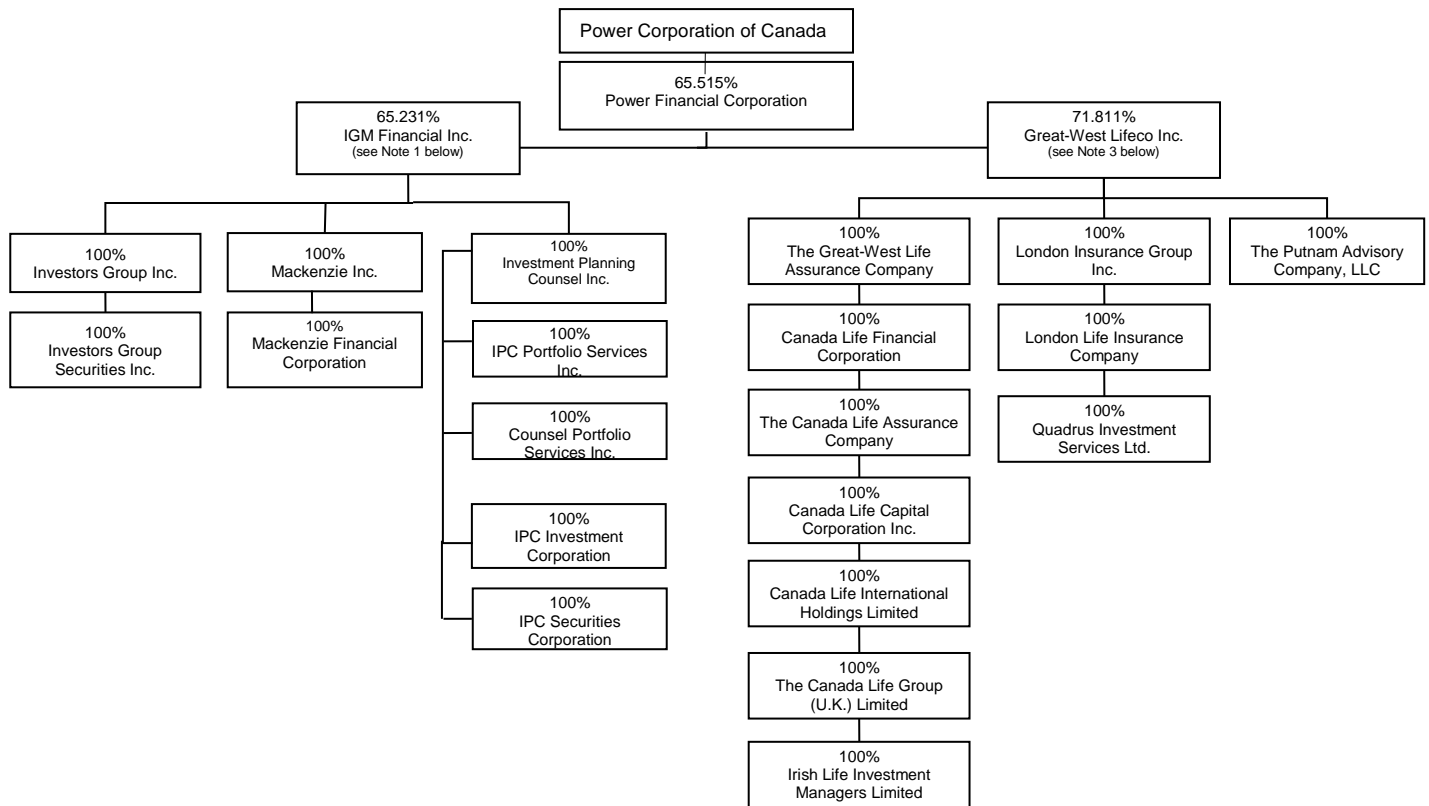 Power Corporation of Canada
65.515%
Power Financial Corporation
65.231%
IGM Financial Inc.
(see Note 1 below)
71.811%
Great-West Lifeco Inc.
(see Note 3 below)
100%
Investors Group Inc.
100%
Investors Group
Securities Inc.
100%
Mackenzie Inc.
100%
Mackenzie Financial
Corporation
100%
Investment Planning
Counsel Inc.
100%
IPC Portfolio Services
Inc.
100%
Counsel Portfolio
Services Inc.
100%
IPC Investment
Corporation
100%
IPC Securities
Corporation
100%
The Great-West Life
Assurance Company
100%
Canada Life Financial
Corporation
100%
The Canada Life Assurance
Company
100%
Canada Life Capital
Corporation Inc.
100%
Canada Life International
Holdings Limited
100%
The Canada Life Group
(U.K.) Limited
100%
Irish Life Investment
Managers Limited
100%
London Insurance Group
Inc.
100%
London Life Insurance
Company
100%
Quadrus Investment
Services Ltd.
100%
The Putnam Advisory
Company, LLC